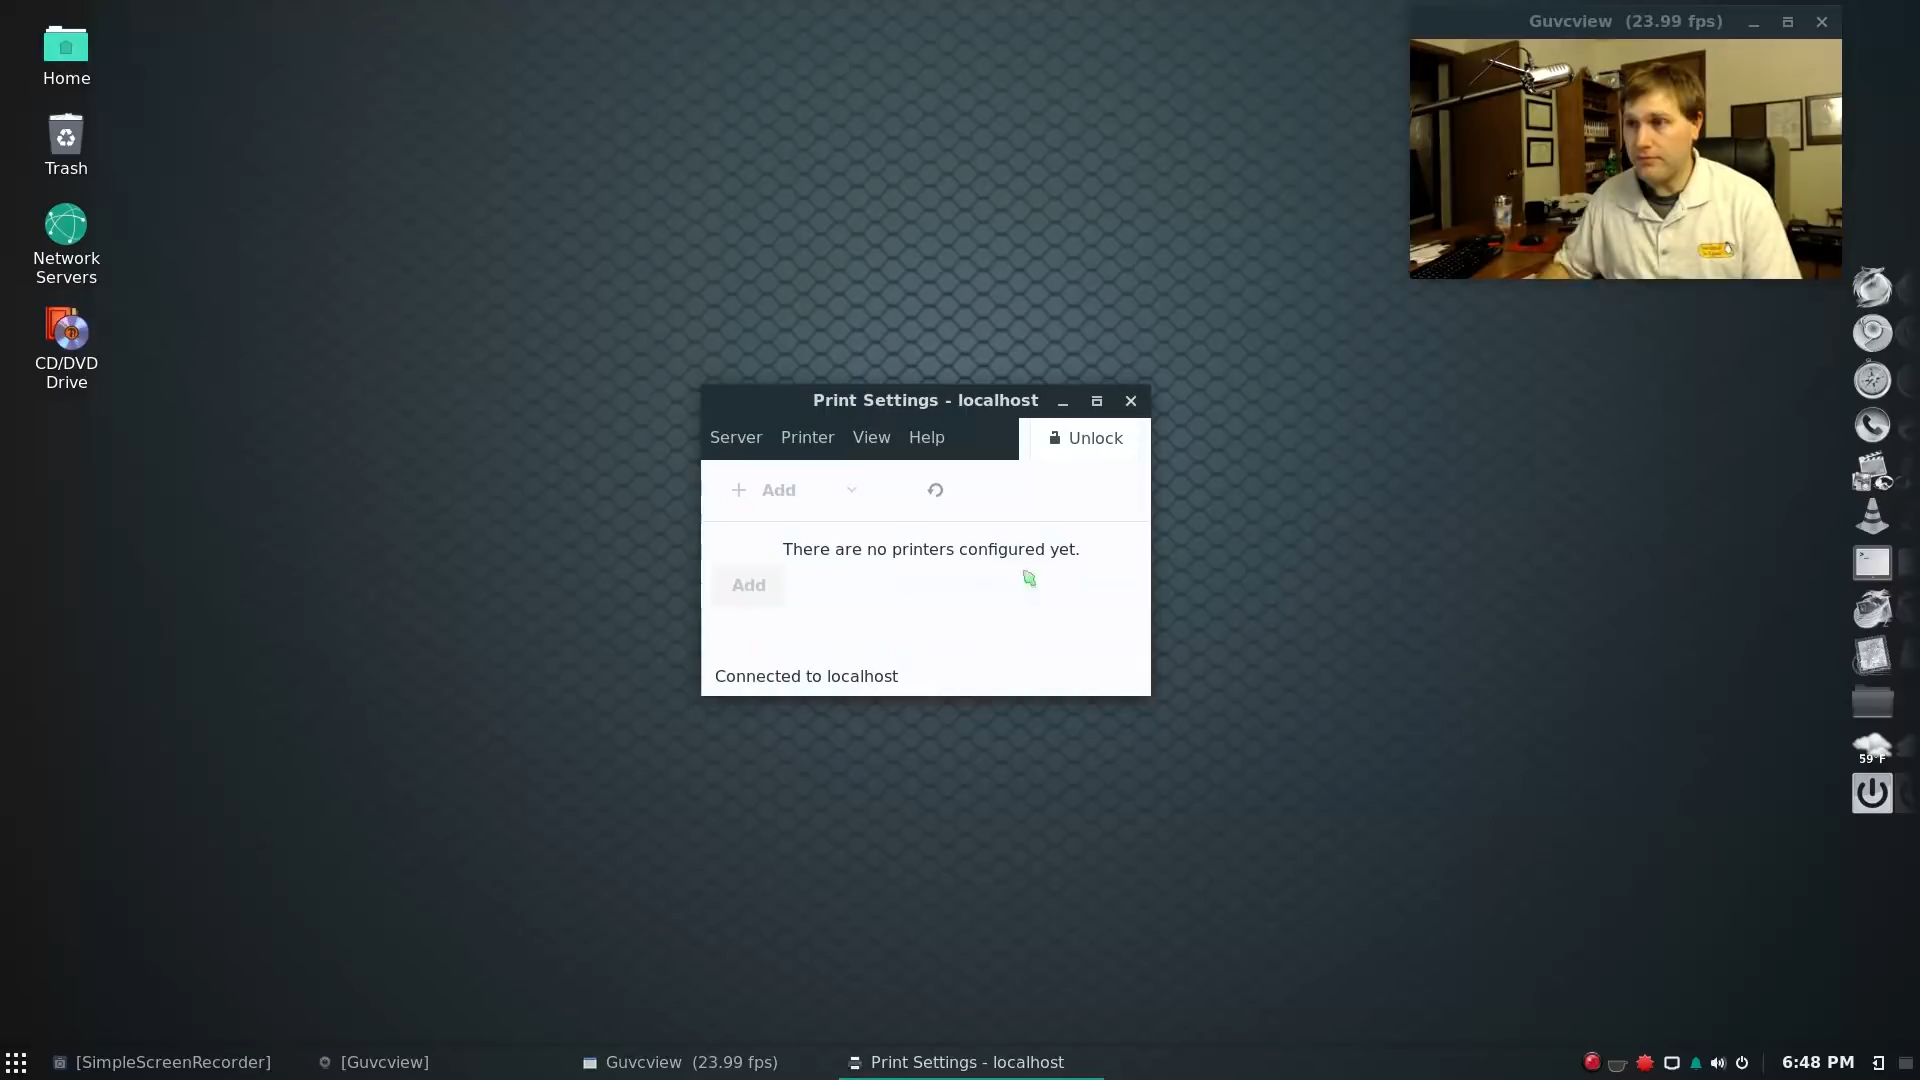 Guvcview (23.99 fps)
Home
Trash
Network
Servers
CD/DVD
Drive
Print Settings - localhost
Server Printer View Help
Unlock
Add
There are no printers configured yet.
Add
Connected to localhost
59°F
[SimpleScreenRecorder]
[Guvcview]
Guvcview (23.99 fps)
Print Settings - localhost
6:48 PM